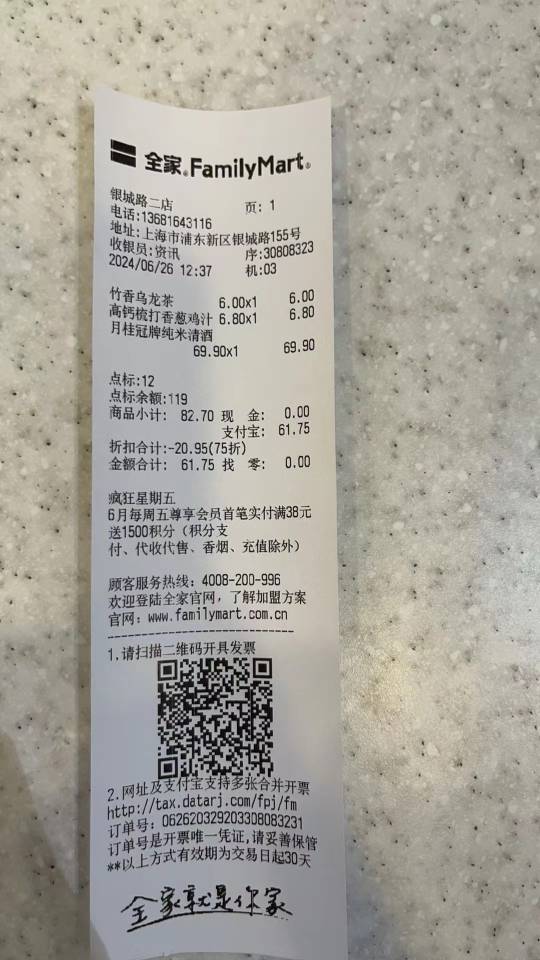 全家 FamilyMart
银城路二店 页: 1
电话:13681643116
地址:上海市浦东新区银城路155号
收银员:资讯 序:30808323
2024/06/26 12:37 机:03
竹香乌龙茶 6.00x1 6.00
高钙梳打香葱鸡汁 6.80x1 6.80
月桂冠牌纯米清酒
69.90x1 69.90
点标:12
点标余额:119
商品小计: 82.70 现 金: 0.00
支付宝: 61.75
折扣合计:-20.95(75折)
金额合计: 61.75 找 零: 0.00
疯狂星期五
6月每周五尊享会员首笔实付满38元
送1500积分（积分支
付、代收代售、香烟、充值除外）
顾客服务热线: 4008-200-996
欢迎登陆全家官网，了解加盟方案
官网: www.familymart.com.cn
------------------------------
1.请扫描二维码开具发票
2.网址及支付宝支持多张合并开票
http://tax.datarj.com/fpj/fm
订单号: 062620329203308083231
订单号是开票唯一凭证,请妥善保管
**以上方式有效期为交易日起30天
全家就是你家